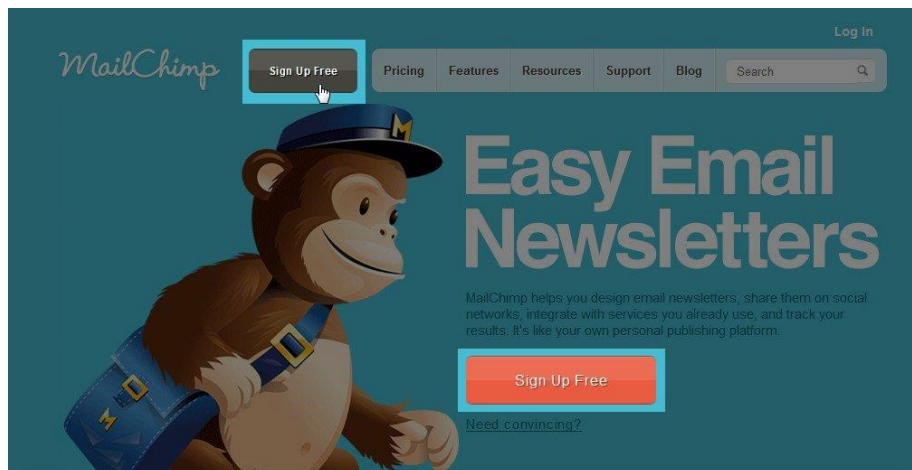 Log In
MailChimp
Sign Up Free
Pricing
Features
Resources
Support
Blog
Search
M
Easy Email
Newsletters
MailChimp helps you design email newsletters, share them on social
networks, integrate with services you already use, and track your
results. It's like your own personal publishing platform.
Sign Up Free
Need convincing?
M